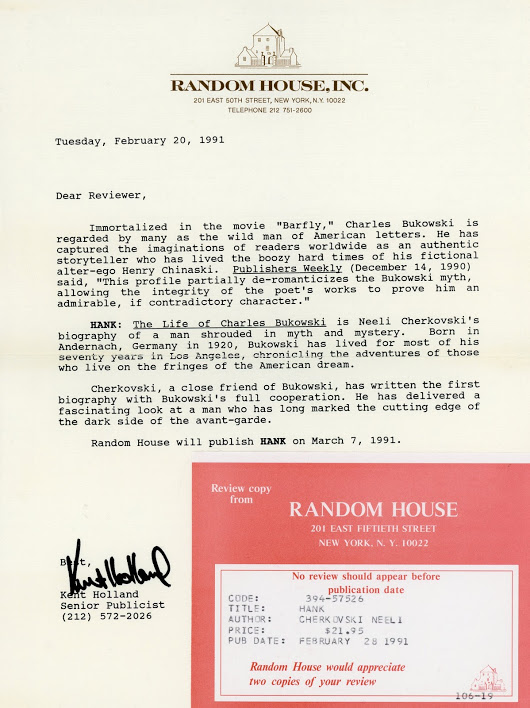 RANDOM HOUSE, INC.
201 EAST 50TH STREET, NEW YORK, N.Y. 10022
TELEPHONE 212 751-2600
Tuesday, February 20, 1991
Dear Reviewer,
Immortalized in the movie "Barfly," Charles Bukowski is
regarded by many as the wild man of American letters. He has
captured the imaginations of readers worldwide as an authentic
storyteller who has lived the boozy hard times of his fictional
alter-ego Henry Chinaski. Publishers Weekly (December 14, 1990)
said, "This profile partially de-romanticizes the Bukowski myth,
allowing the integrity of the poet's works to prove him an
admirable, if contradictory character."
HANK: The Life of Charles Bukowski is Neeli Cherkovski's
biography of a man shrouded in myth and mystery. Born in
Andernach, Germany in 1920, Bukowski has lived for most of his
seventy years in Los Angeles, chronicling the adventures of those
who live on the fringes of the American dream.
Cherkovski, a close friend of Bukowski, has written the first
biography with Bukowski's full cooperation. He has delivered a
fascinating look at a man who has long marked the cutting edge of
the dark side of the avant-garde.
Random House will publish HANK on March 7, 1991.
Best,
Kent Holland
Kent Holland
Senior Publicist
(212) 572-2026
Review copy
from
RANDOM HOUSE
201 EAST FIFTIETH STREET
NEW YORK, N. Y. 10022
No review should appear before
publication date
CODE: 394-57526
TITLE: HANK
AUTHOR: CHERKOVSKI NEELI
PRICE: $21.95
PUB DATE: FEBRUARY 28 1991
Random House would appreciate
two copies of your review
106-19